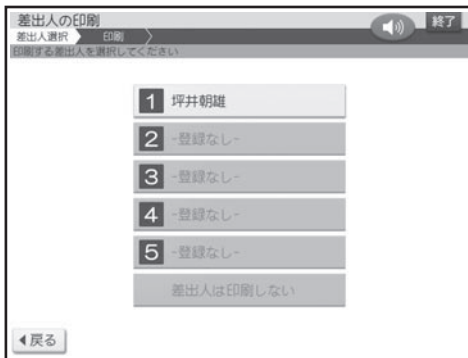 差出人の印刷
終了
差出人選択 印刷
印刷する差出人を選択してください
1 坪井朝雄
2 -登録なし-
3 -登録なし-
4 -登録なし-
5 -登録なし-
差出人は印刷しない
戻る